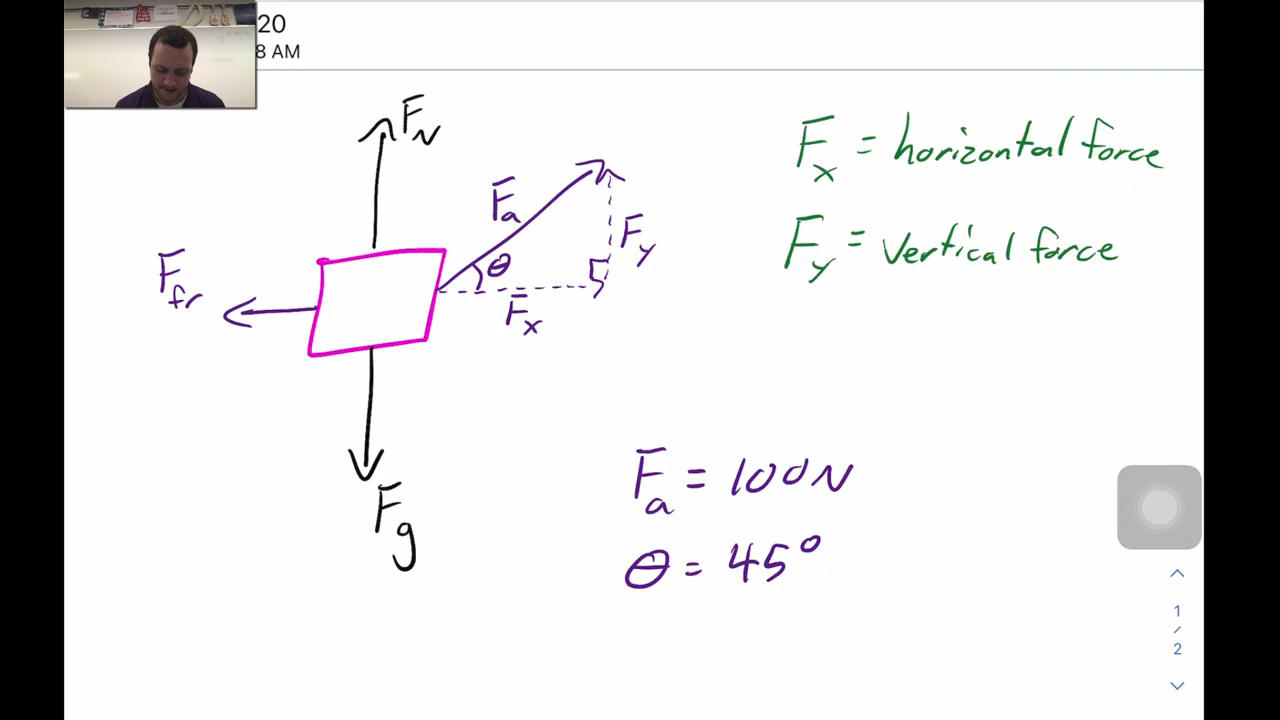 20
8 AM
F_N
F_a
F_y
θ
F_x
F_fr
F_g
F_x = horizontal force
F_y = vertical force
F_a = 100N
θ = 45°
1
/
2